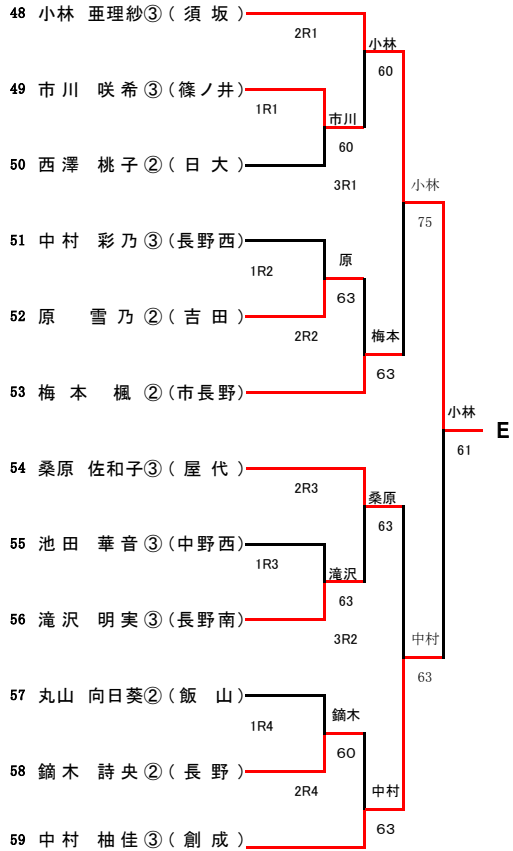 48 小林 亜理紗③(須坂)
2R1
小林
60
49 市川 咲希③(篠ノ井)
1R1
市川
60
50 西澤 桃子②(日大)
3R1
小林
75
51 中村 彩乃③(長野西)
1R2
原
63
52 原 雪乃②(吉田)
2R2
梅本
63
53 梅本 楓②(市長野)
小林
61
E
54 桑原 佐和子③(屋代)
2R3
桑原
63
55 池田 華音③(中野西)
1R3
滝沢
63
56 滝沢 明実③(長野南)
3R2
中村
63
57 丸山 向日葵②(飯山)
1R4
鏑木
60
58 鏑木 詩央②(長野)
2R4
中村
63
59 中村 柚佳③(創成)